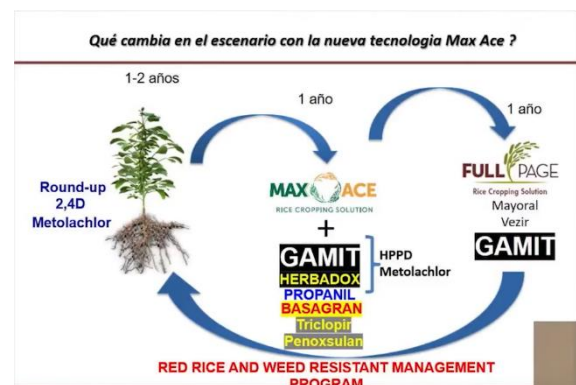 Qué cambia en el escenario con la nueva tecnologia Max Ace ?
1-2 años
1 año
1 año
Round-up
2,4D
Metolachlor
MAX ACE
RICE CROPPING SOLUTION
+
GAMIT
HERBADOX
PROPANIL
BASAGRAN
Triclopir
Penoxsulan
HPPD
Metolachlor
FULL PAGE
Rice Cropping Solution
Mayoral
Vezir
GAMIT
RED RICE AND WEED RESISTANT MANAGEMENT
PROGRAM